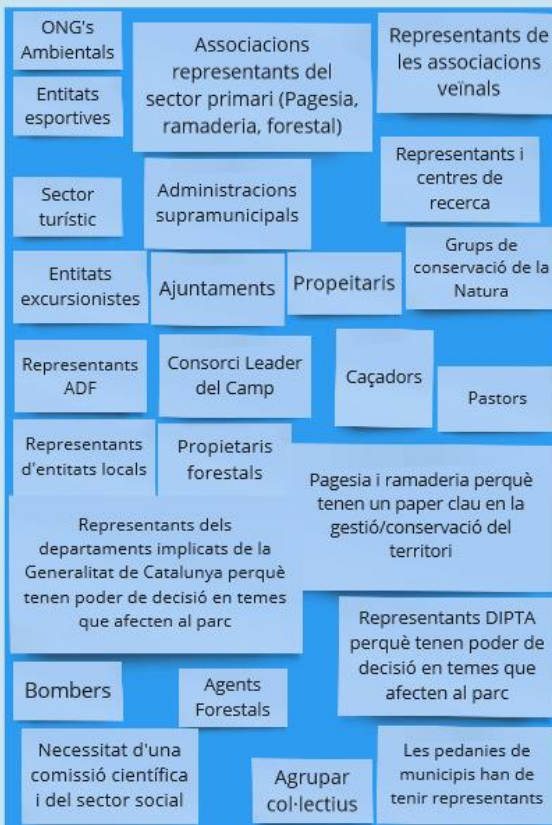 ONG's
Ambientals
Associacions
representants del
sector primari (Pagesia,
ramaderia, forestal)
Representants de
les associacions
veïnals
Entitats
esportives
Representants i
centres de
recerca
Sector
turístic
Administracions
supramunicipals
Grups de
conservació de la
Natura
Entitats
excursionistes
Ajuntaments
Propeitaris
Representants
ADF
Consorci Leader
del Camp
Caçadors
Pastors
Representants
d'entitats locals
Propietaris
forestals
Pagesia i ramaderia perquè
tenen un paper clau en la
gestió/conservació del
territori
Representants dels
departaments implicats de la
Generalitat de Catalunya perquè
tenen poder de decisió en temes
que afecten al parc
Representants DIPTA
perquè tenen poder de
decisió en temes que
afecten al parc
Bombers
Agents
Forestals
Necessitat d'una
comissió científica
i del sector social
Agrupar
col·lectius
Les pedanies de
municipis han de
tenir representants